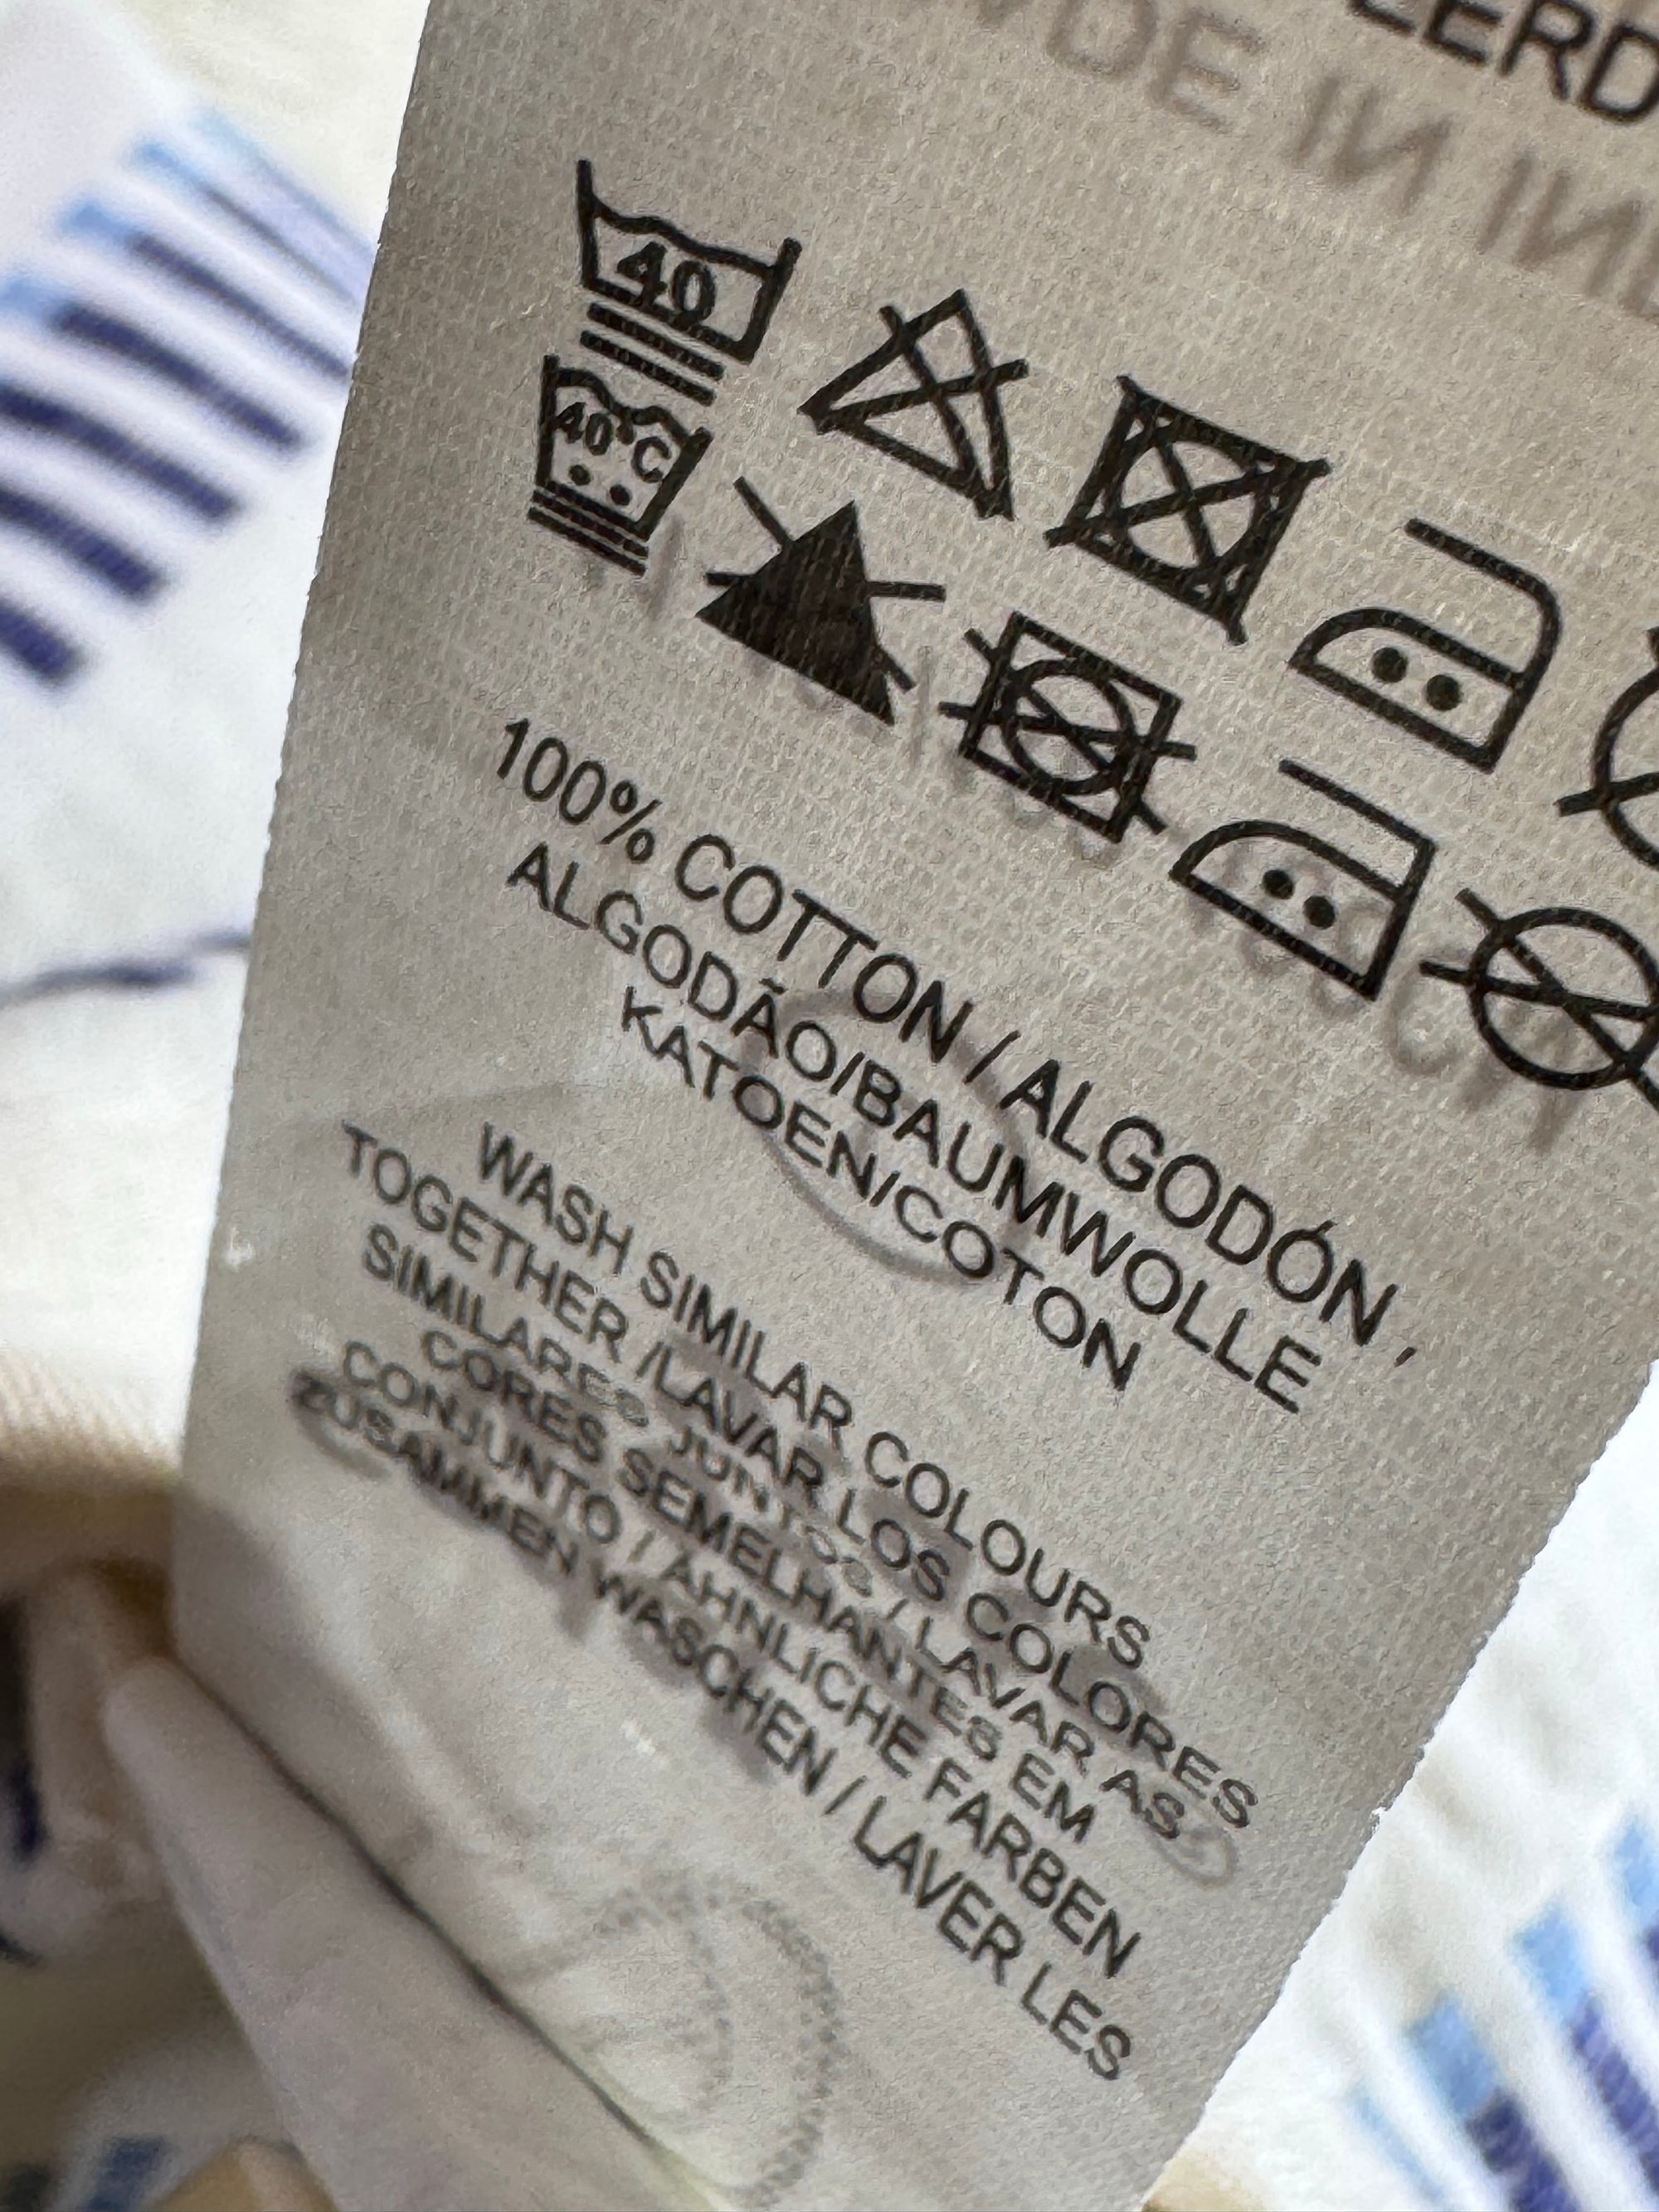 40
40°C
100% COTTON / ALGODÓN ,
ALGODÃO/BAUMWOLLE
KATOEN/COTON
WASH SIMILAR COLOURS
TOGETHER /LAVAR LOS COLORES
SIMILARES JUNTOS / LAVAR AS
CORES SEMELHANTES EM
CONJUNTO / AHNLICHE FARBEN
ZUSAMMEN WASCHEN / LAVER LES